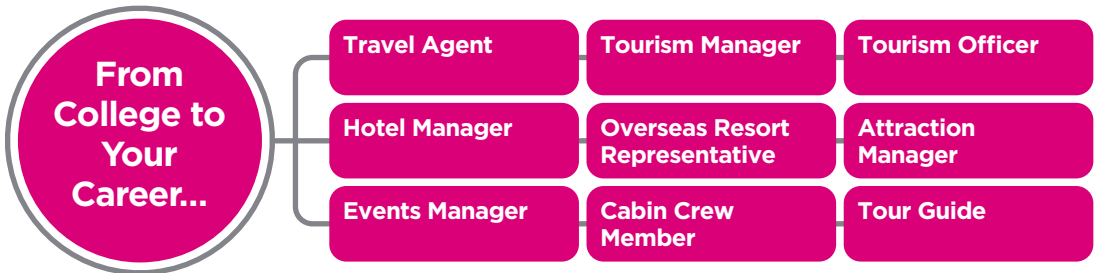 From
College to
Your
Career...
Travel Agent
Tourism Manager
Tourism Officer
Hotel Manager
Overseas Resort
Representative
Attraction
Manager
Events Manager
Cabin Crew
Member
Tour Guide